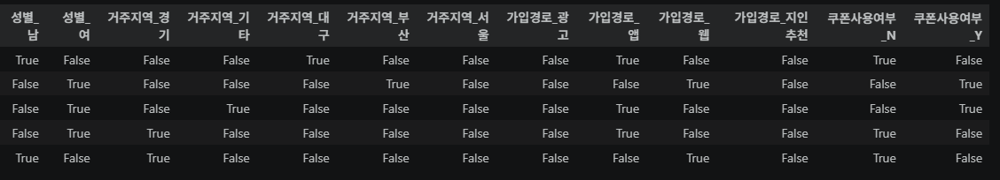 성별_남 성별_여 거주지역_경기 거주지역_기타 거주지역_대구 거주지역_부산 거주지역_서울 가입경로_광고 가입경로_앱 가입경로_웹 가입경로_지인추천 쿠폰사용여부_N 쿠폰사용여부_Y
True False False False True False False False True False False True False
False True False False False True False False False True False False True
False True False True False False False False True False False False True
False True True False False False False False True False False True False
True False True False False False False False False True False True False